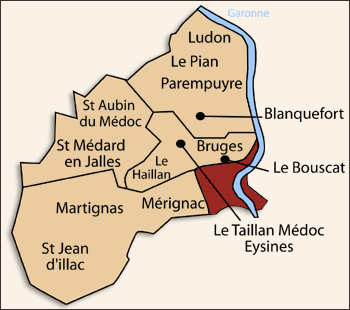 Garonne
Ludon
Le Pian
Parempuyre
St Aubin
du Médoc
Blanquefort
St Médard
en Jalles
Bruges
Le
Haillan
Le Bouscat
Martignas
Mérignac
Le Taillan Médoc
Eysines
St Jean
d'illac